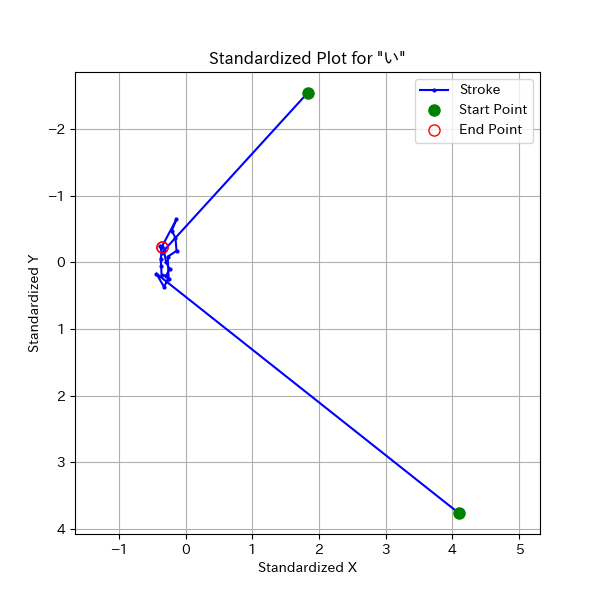 Standardized Plot for "い"
Stroke
Start Point
End Point
−2
−1
0
1
2
3
4
Standardized Y
−1 0 1 2 3 4 5
Standardized X